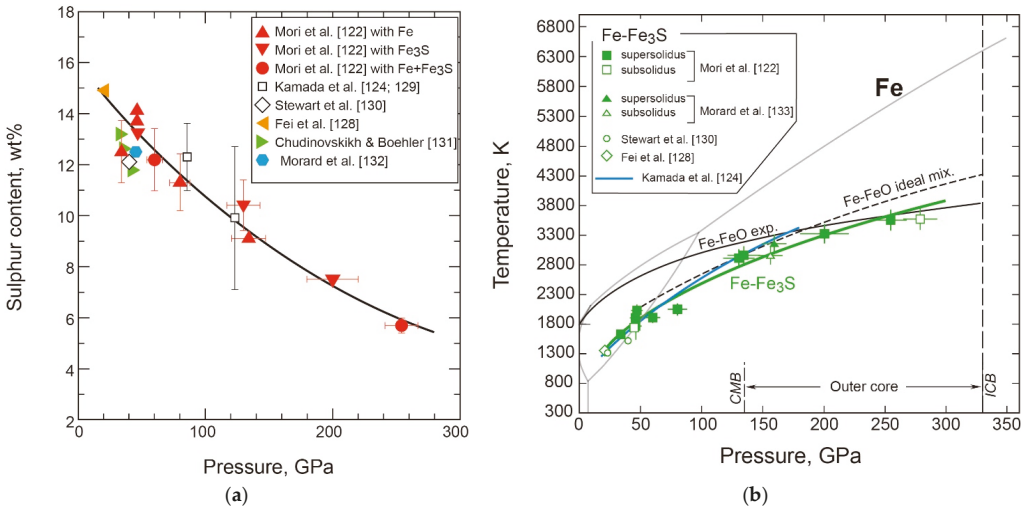 a
Mori et al. [122] with Fe
Mori et al. [122] with Fe3S
Mori et al. [122] with Fe+Fe3S
Kamada et al. [124; 129]
Stewart et al. [130]
Fei et al. [128]
Chudinovskikh & Boehler [131]
Morard et al. [132]
Sulphur content, wt%
18
16
14
12
10
8
6
4
2
0
100
200
300
Pressure, GPa
(a)
b
Fe-Fe3S
supersolidus
subsolidus
Mori et al. [122]
supersolidus
subsolidus
Morard et al. [133]
Stewart et al. [130]
Fei et al. [128]
Kamada et al. [124]
Fe
Fe-FeO ideal mix.
Fe-FeO exp.
Fe-Fe3S
CMB
Outer core
ICB
Temperature, K
6800
6300
5800
5300
4800
4300
3800
3300
2800
2300
1800
1300
800
300
0
50
100
150
200
250
300
350
Pressure, GPa
(b)